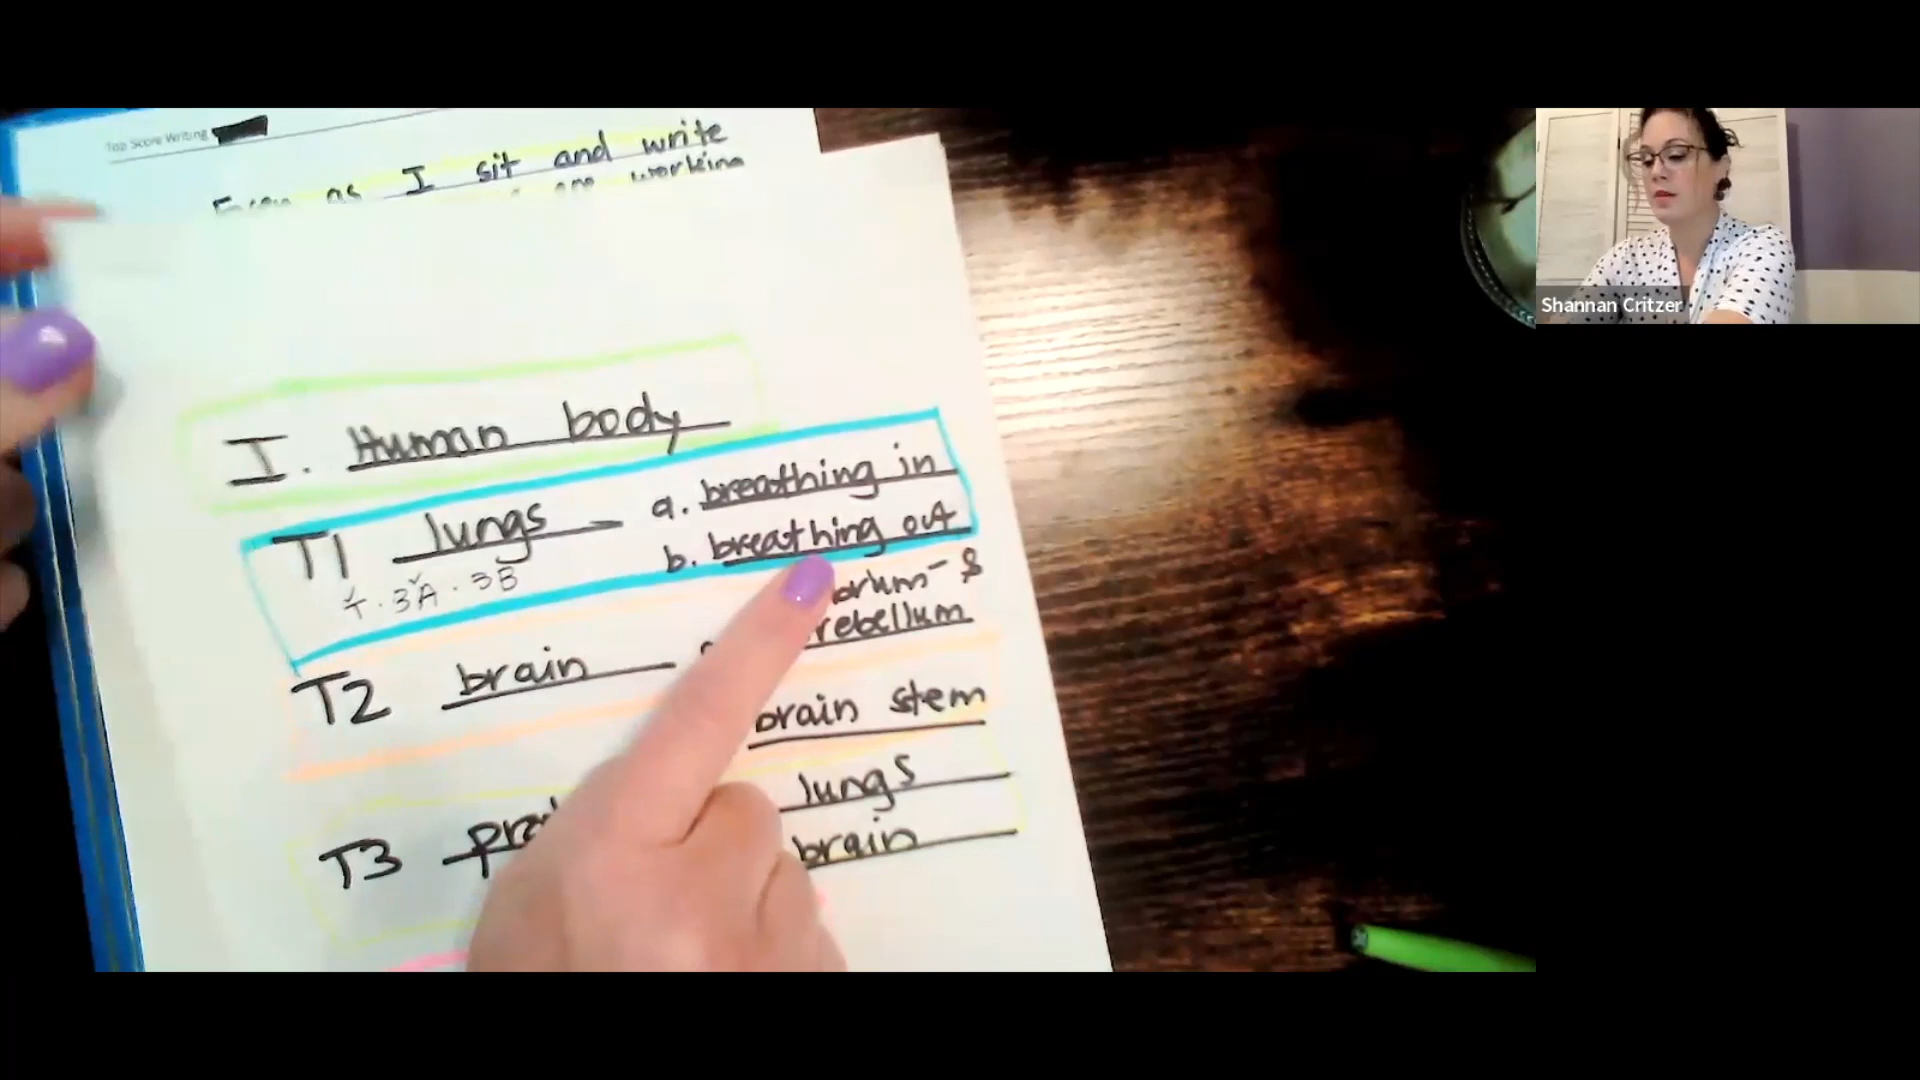 Top Score Writing
as I sit and write
working
I. Human body
T1 lungs a. breathing in
b. breathing out
T. 3A. 3B
&
T2 brain
brain stem
T3 lungs
brain
Shannan Critzer